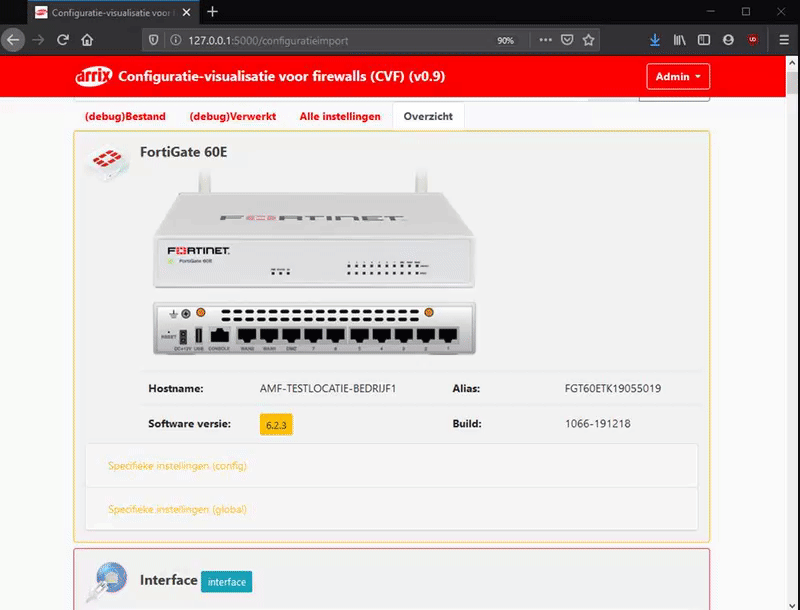 Configuratie-visualisatie voor
127.0.0.1:5000/configuratieimport
90%
arrix Configuratie-visualisatie voor firewalls (CVF) (v0.9)
Admin
(debug)Bestand (debug)Verwerkt Alle instellingen Overzicht
FortiGate 60E
FORTINET
FORTINET
FortiGate 60E
RESET DC+12V USB CONSOLE WAN2 WAN1 DMZ 7 6 5 4 3 2 1
Hostname: AMF-TESTLOCATIE-BEDRIJF1 Alias: FGT60ETK19055019
Software versie: 6.2.3 Build: 1066-191218
Specifieke instellingen (config)
Specifieke instellingen (global)
Interface interface